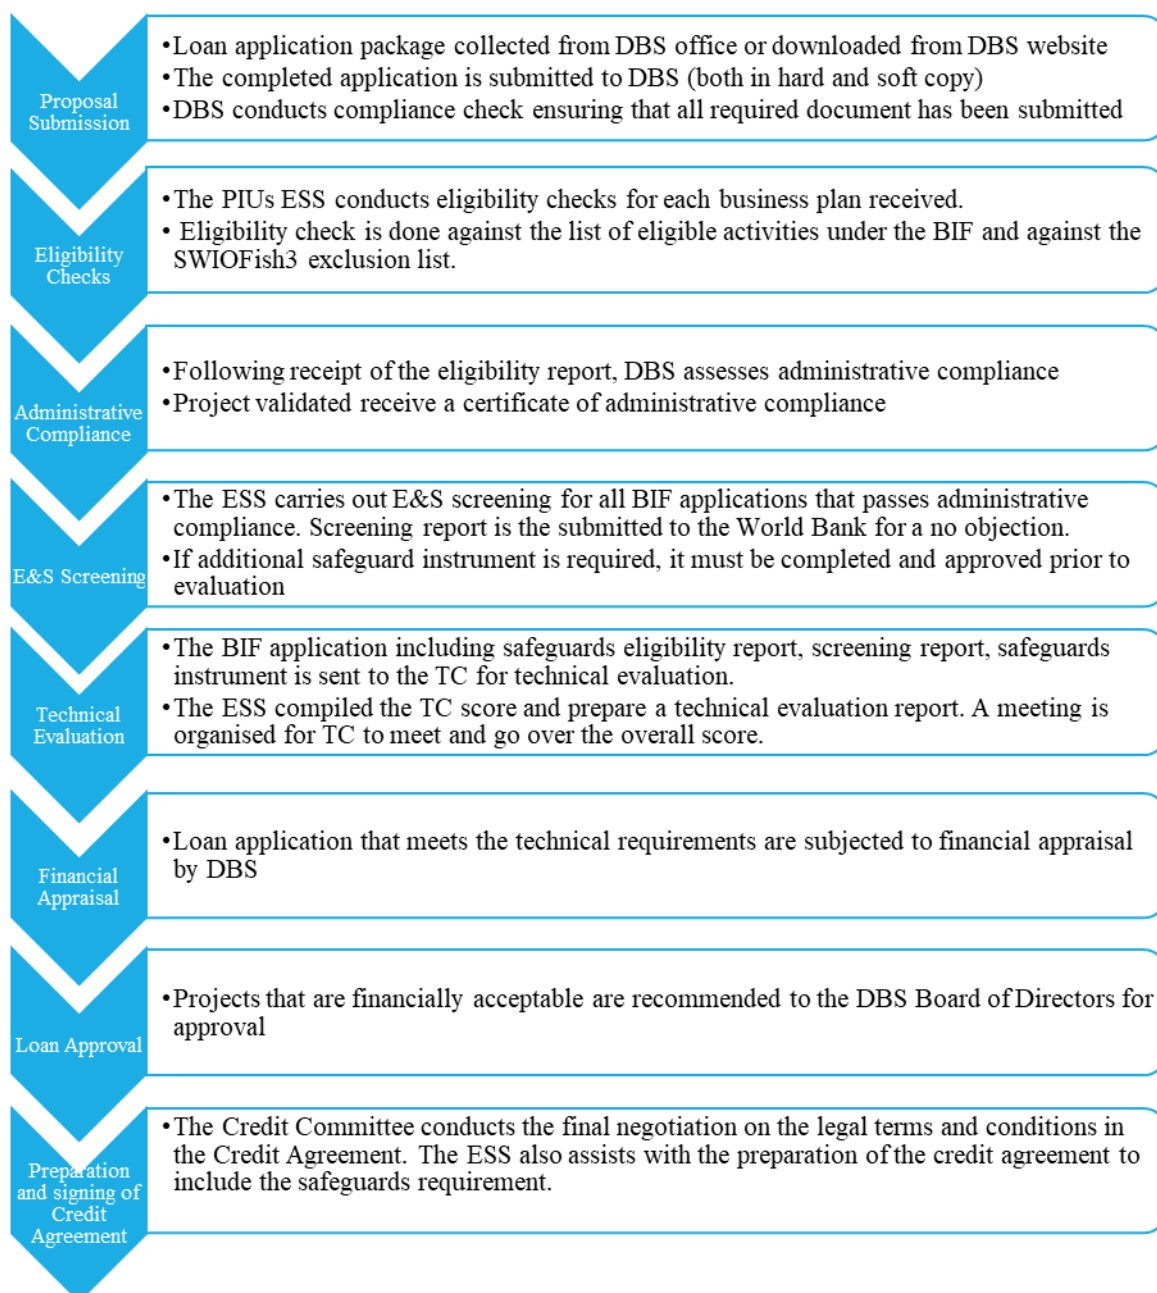 Proposal
Submission
•Loan application package collected from DBS office or downloaded from DBS website
•The completed application is submitted to DBS (both in hard and soft copy)
•DBS conducts compliance check ensuring that all required document has been submitted
Eligibility
Checks
•The PIUs ESS conducts eligibility checks for each business plan received.
• Eligibility check is done against the list of eligible activities under the BIF and against the
SWIOFish3 exclusion list.
Administrative
Compliance
•Following receipt of the eligibility report, DBS assesses administrative compliance
•Project validated receive a certificate of administrative compliance
E&S Screening
•The ESS carries out E&S screening for all BIF applications that passes administrative
compliance. Screening report is the submitted to the World Bank for a no objection.
•If additional safeguard instrument is required, it must be completed and approved prior to
evaluation
Technical
Evaluation
•The BIF application including safeguards eligibility report, screening report, safeguards
instrument is sent to the TC for technical evaluation.
•The ESS compiled the TC score and prepare a technical evaluation report. A meeting is
organised for TC to meet and go over the overall score.
Financial
Appraisal
•Loan application that meets the technical requirements are subjected to financial appraisal
by DBS
Loan Approval
•Projects that are financially acceptable are recommended to the DBS Board of Directors for
approval
Preparation
and signing of
Credit
Agreement
•The Credit Committee conducts the final negotiation on the legal terms and conditions in
the Credit Agreement. The ESS also assists with the preparation of the credit agreement to
include the safeguards requirement.